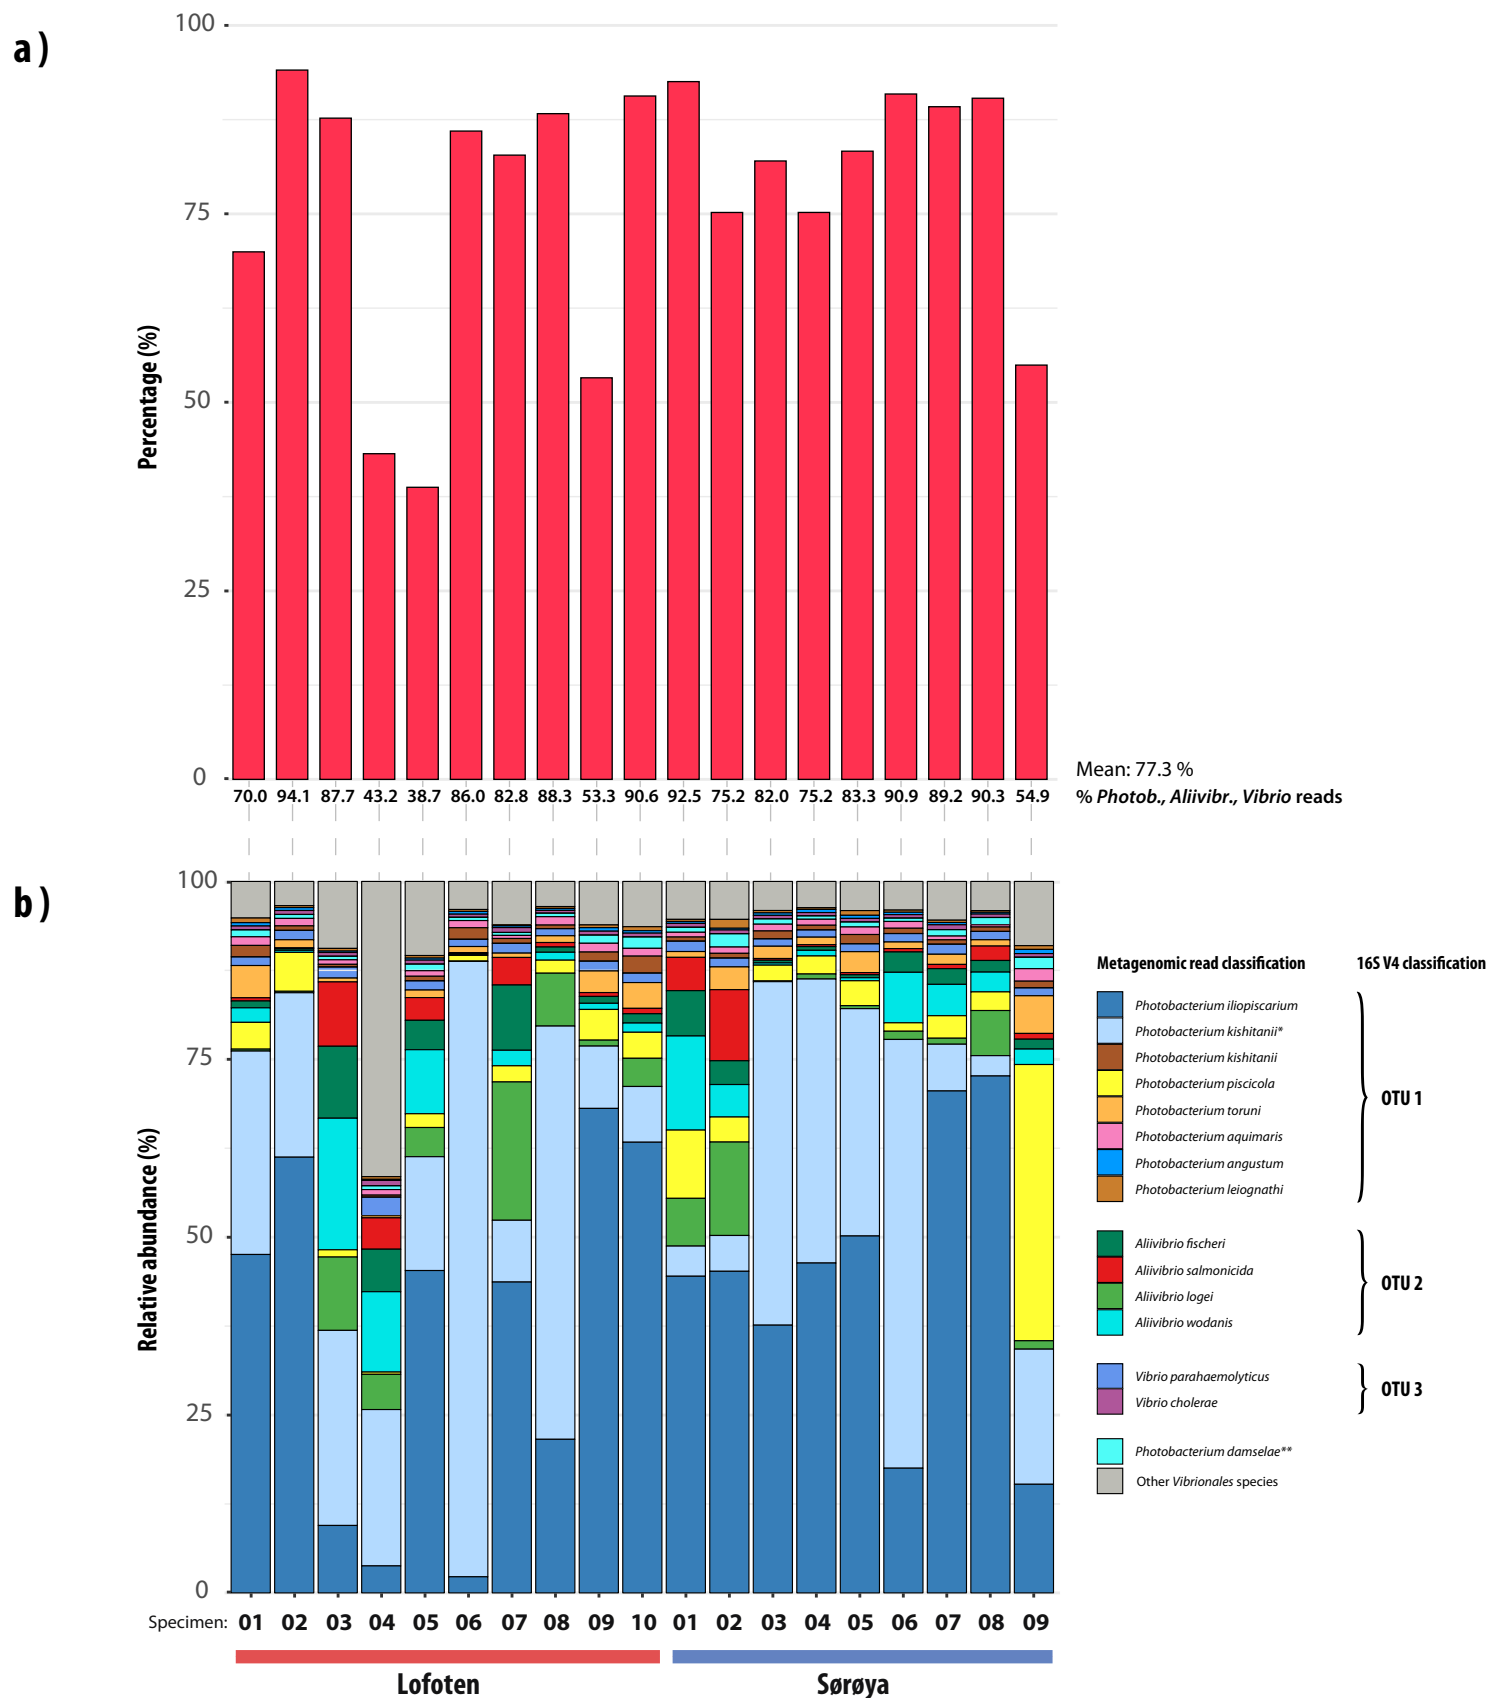 a )
Percentage (%)
100
75
50
25
0
70.0 94.1 87.7 43.2 38.7 86.0 82.8 88.3 53.3 90.6 92.5 75.2 82.0 75.2 83.3 90.9 89.2 90.3 54.9
Mean: 77.3 %
% Photob., Aliivibr., Vibrio reads
b )
Relative abundance (%)
100
75
50
25
0
Specimen: 01 02 03 04 05 06 07 08 09 10 01 02 03 04 05 06 07 08 09
Lofoten Sørøya
Metagenomic read classification 16S V4 classification
Photobacterium iliopiscarium
Photobacterium kishitanii*
Photobacterium kishitanii
Photobacterium piscicola
Photobacterium toruni
Photobacterium aquimaris
Photobacterium angustum
Photobacterium leiognathi
OTU 1
Aliivibrio fischeri
Aliivibrio salmonicida
Aliivibrio logei
Aliivibrio wodanis
OTU 2
Vibrio parahaemolyticus
Vibrio cholerae
OTU 3
Photobacterium damselae**
Other Vibrionales species